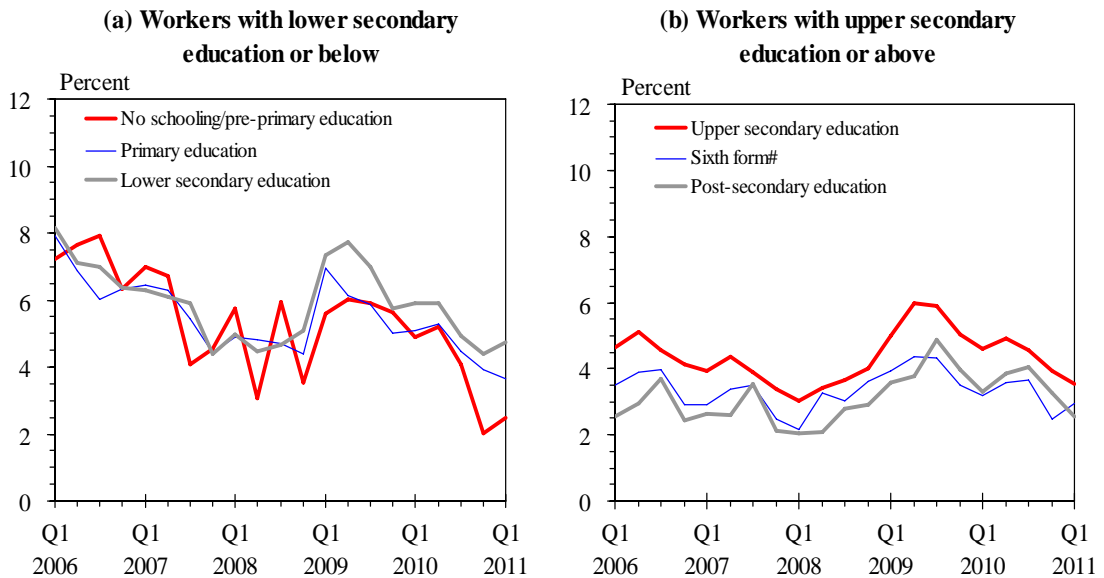 (a) Workers with lower secondary
education or below
Percent
12
10
8
6
4
2
0
No schooling/pre-primary education
Primary education
Lower secondary education
Q1 Q1 Q1 Q1 Q1 Q1
2006 2007 2008 2009 2010 2011
(b) Workers with upper secondary
education or above
Percent
12
10
8
6
4
2
0
Upper secondary education
Sixth form#
Post-secondary education
Q1 Q1 Q1 Q1 Q1 Q1
2006 2007 2008 2009 2010 2011